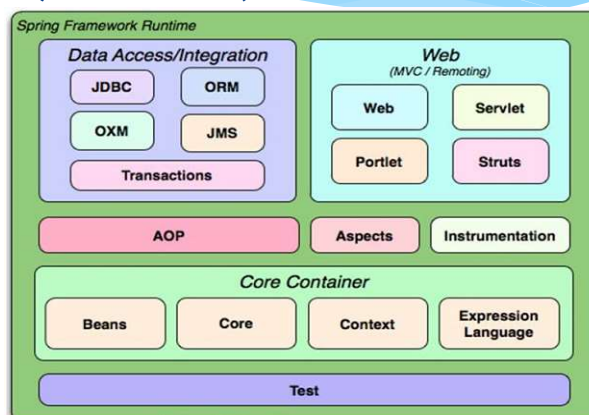 Spring Framework Runtime
Data Access/Integration
JDBC
ORM
OXM
JMS
Transactions
Web
(MVC / Remoting)
Web
Servlet
Portlet
Struts
AOP
Aspects
Instrumentation
Core Container
Beans
Core
Context
Expression
Language
Test